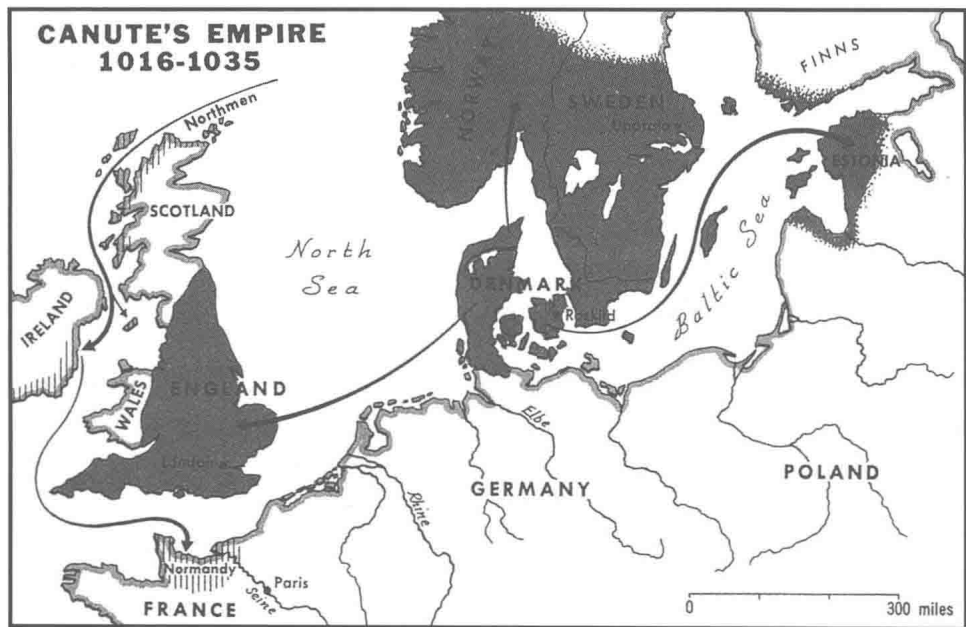 CANUTE'S EMPIRE
1016-1035
Northmen
SCOTLAND
North
Sea
IRELAND
WALES
ENGLAND
London
Normandy
Paris
Seine
FRANCE
NORWAY
SWEDEN
Uppsala
FINNS
ESTONIA
DENMARK
Roskild
Baltic Sea
Elbe
Rhine
GERMANY
POLAND
0 300 miles